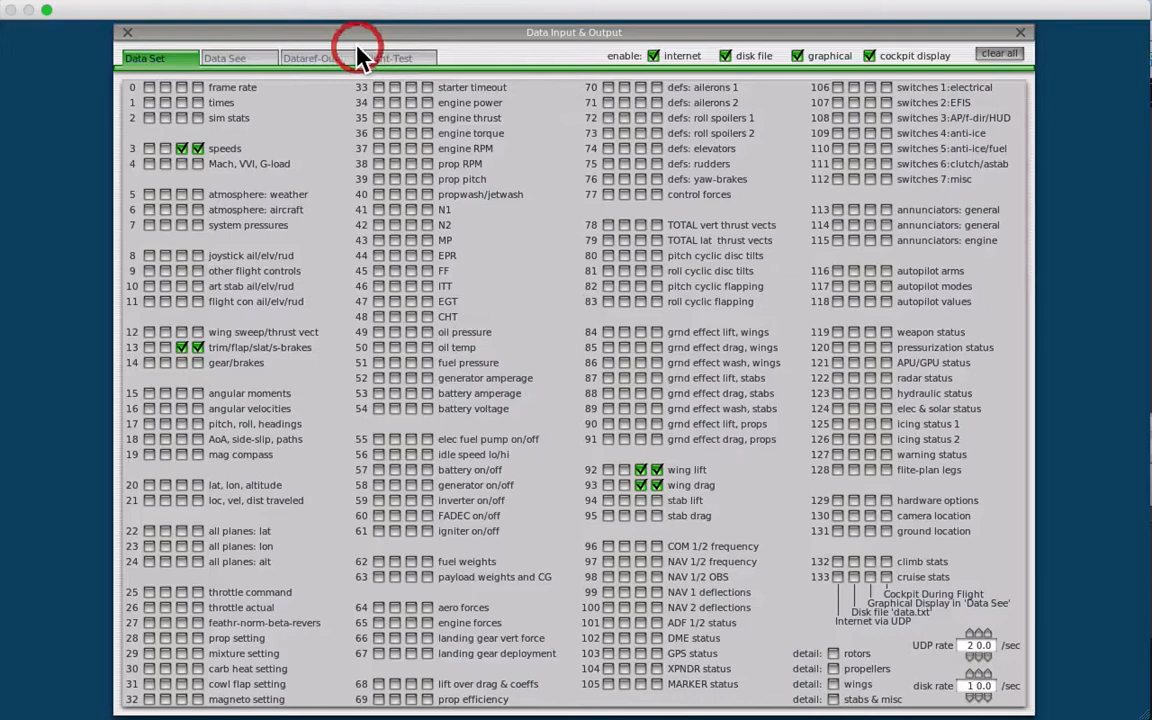 Data Input & Output
Data Set
Data See
Dataref-Ou
nt-Test
enable:
internet
disk file
graphical
cockpit display
clear all
0 frame rate
1 times
2 sim stats
3 speeds
4 Mach, VVI, G-load
5 atmosphere: weather
6 atmosphere: aircraft
7 system pressures
8 joystick ail/elv/rud
9 other flight controls
10 art stab ail/elv/rud
11 flight con ail/elv/rud
12 wing sweep/thrust vect
13 trim/flap/slat/s-brakes
14 gear/brakes
15 angular moments
16 angular velocities
17 pitch, roll, headings
18 AoA, side-slip, paths
19 mag compass
20 lat, lon, altitude
21 loc, vel, dist traveled
22 all planes: lat
23 all planes: lon
24 all planes: alt
25 throttle command
26 throttle actual
27 feathr-norm-beta-revers
28 prop setting
29 mixture setting
30 carb heat setting
31 cowl flap setting
32 magneto setting
33 starter timeout
34 engine power
35 engine thrust
36 engine torque
37 engine RPM
38 prop RPM
39 prop pitch
40 propwash/jetwash
41 N1
42 N2
43 MP
44 EPR
45 FF
46 ITT
47 EGT
48 CHT
49 oil pressure
50 oil temp
51 fuel pressure
52 generator amperage
53 battery amperage
54 battery voltage
55 elec fuel pump on/off
56 idle speed lo/hi
57 battery on/off
58 generator on/off
59 inverter on/off
60 FADEC on/off
61 igniter on/off
62 fuel weights
63 payload weights and CG
64 aero forces
65 engine forces
66 landing gear vert force
67 landing gear deployment
68 lift over drag & coeffs
69 prop efficiency
70 defs: ailerons 1
71 defs: ailerons 2
72 defs: roll spoilers 1
73 defs: roll spoilers 2
74 defs: elevators
75 defs: rudders
76 defs: yaw-brakes
77 control forces
78 TOTAL vert thrust vects
79 TOTAL lat thrust vects
80 pitch cyclic disc tilts
81 roll cyclic disc tilts
82 pitch cyclic flapping
83 roll cyclic flapping
84 grnd effect lift, wings
85 grnd effect drag, wings
86 grnd effect wash, wings
87 grnd effect lift, stabs
88 grnd effect drag, stabs
89 grnd effect wash, stabs
90 grnd effect lift, props
91 grnd effect drag, props
92 wing lift
93 wing drag
94 stab lift
95 stab drag
96 COM 1/2 frequency
97 NAV 1/2 frequency
98 NAV 1/2 OBS
99 NAV 1 deflections
100 NAV 2 deflections
101 ADF 1/2 status
102 DME status
103 GPS status
104 XPNDR status
105 MARKER status
106 switches 1:electrical
107 switches 2:EFIS
108 switches 3:AP/f-dir/HUD
109 switches 4:anti-ice
110 switches 5:anti-ice/fuel
111 switches 6:clutch/astab
112 switches 7:misc
113 annunciators: general
114 annunciators: general
115 annunciators: engine
116 autopilot arms
117 autopilot modes
118 autopilot values
119 weapon status
120 pressurization status
121 APU/GPU status
122 radar status
123 hydraulic status
124 elec & solar status
125 icing status 1
126 icing status 2
127 warning status
128 flite-plan legs
129 hardware options
130 camera location
131 ground location
132 climb stats
133 cruise stats
Cockpit During Flight
Graphical Display in 'Data See'
Disk file 'data.txt'
Internet via UDP
UDP rate 2 0.0 /sec
detail: rotors
detail: propellers
detail: wings
disk rate 1 0.0 /sec
detail: stabs & misc